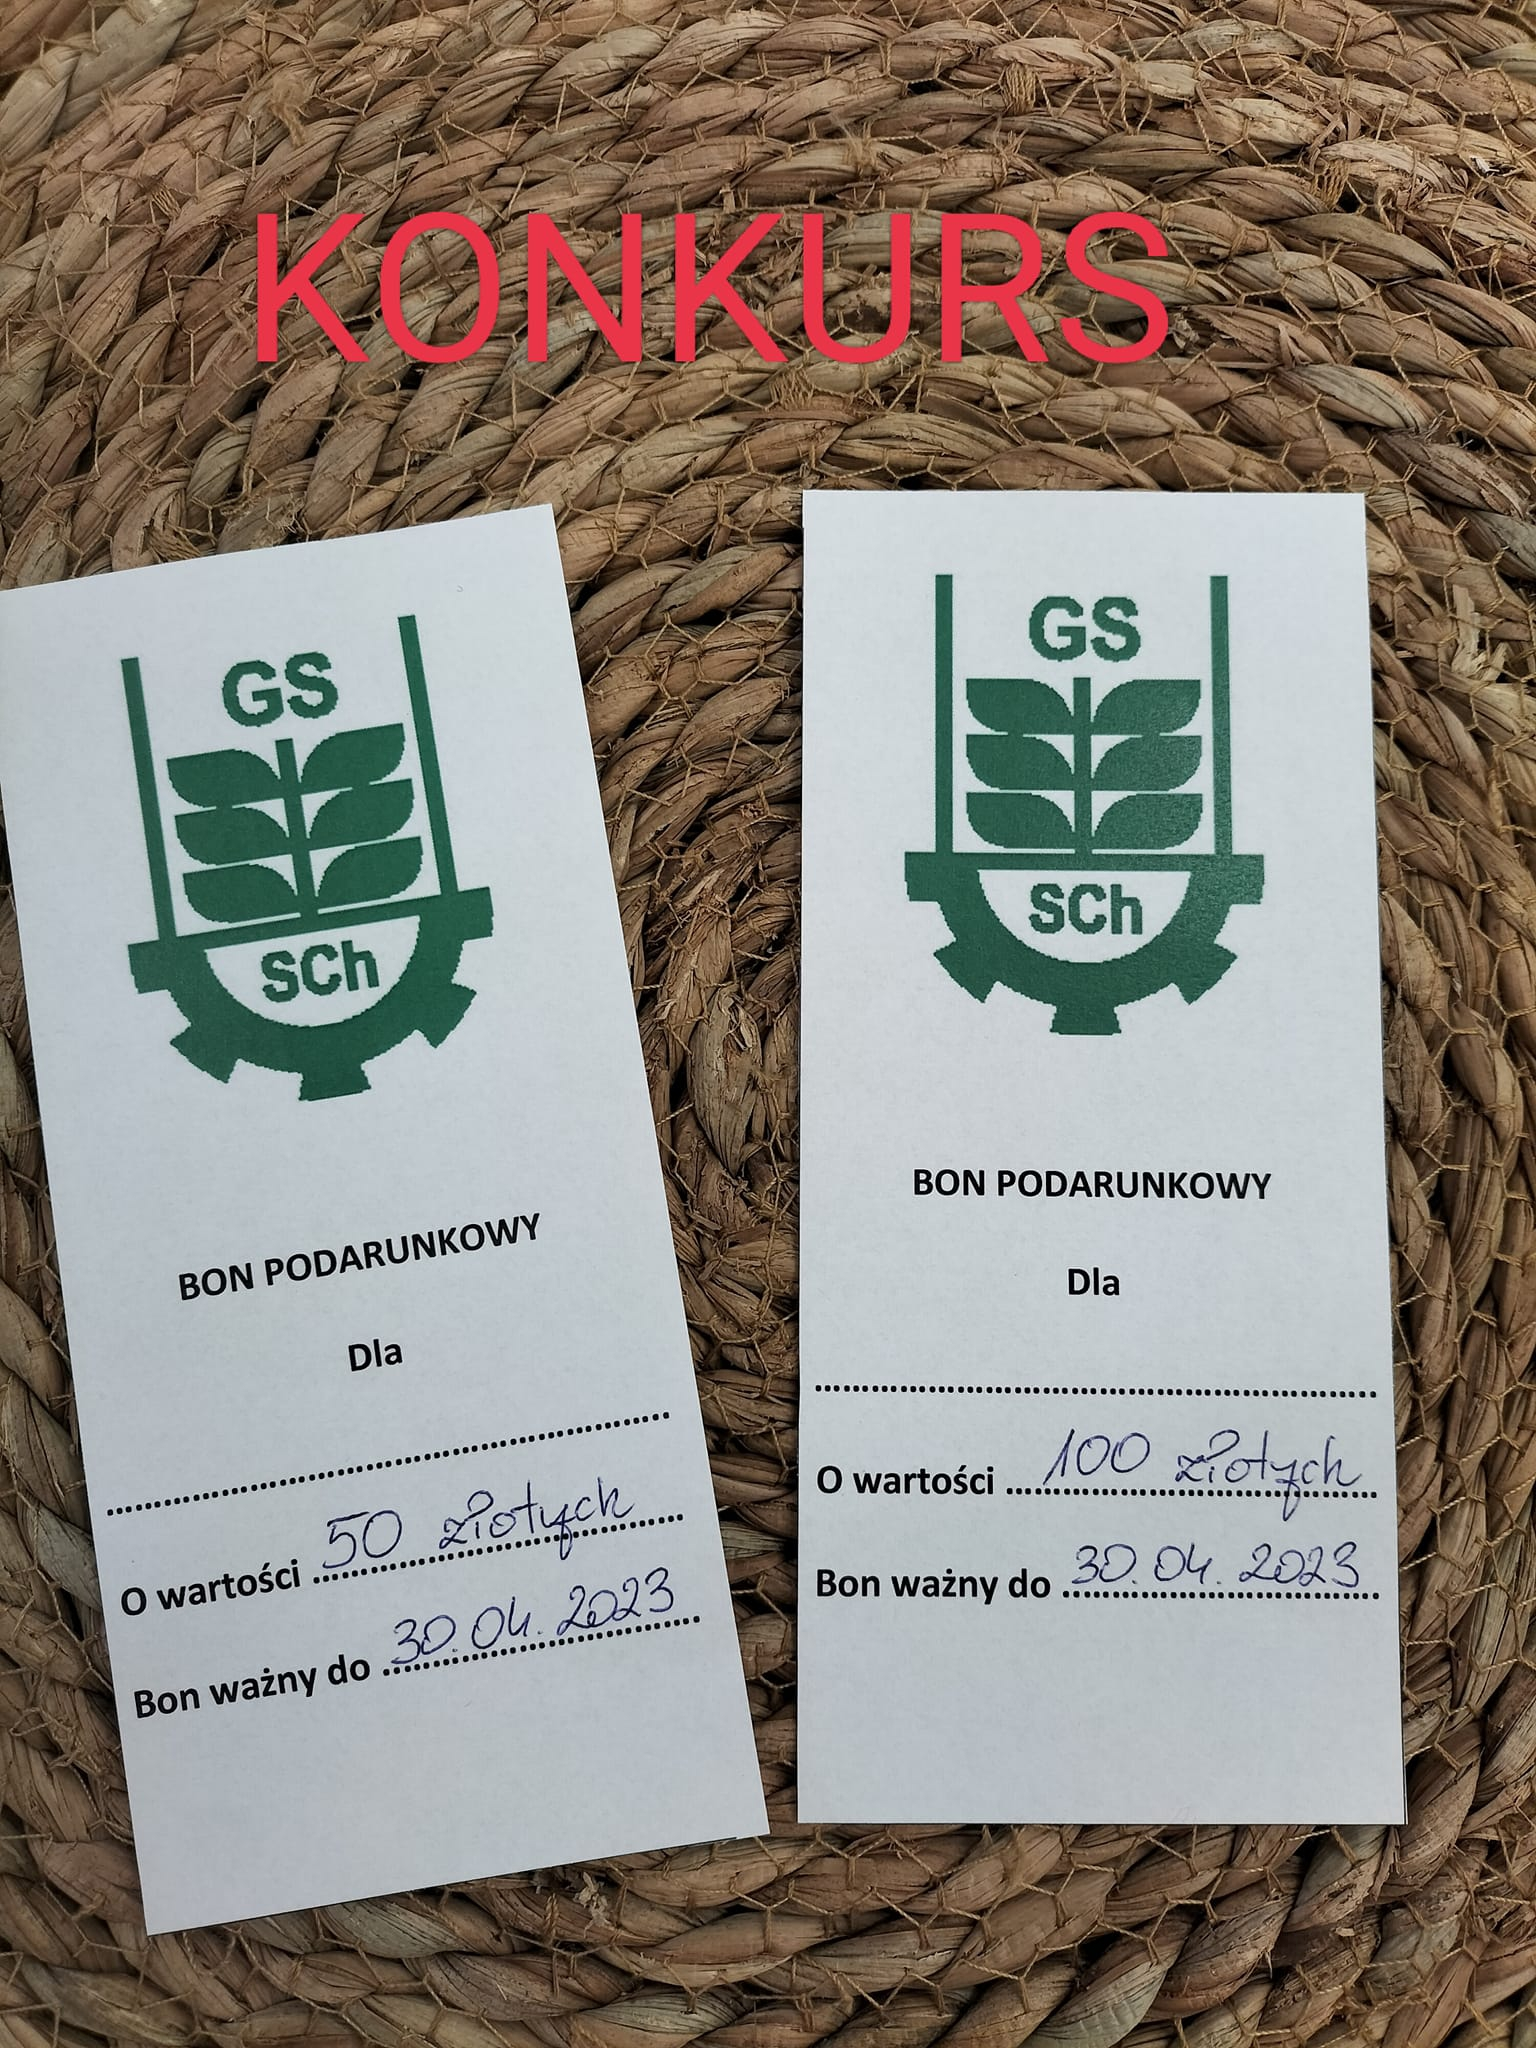 KONKURS
GS
SCh
BON PODARUNKOWY
Dla
........................................................
O wartości 50 złotych
Bon ważny do 30.04.2023
GS
SCh
BON PODARUNKOWY
Dla
........................................................
O wartości 100 złotych
Bon ważny do 30.04.2023